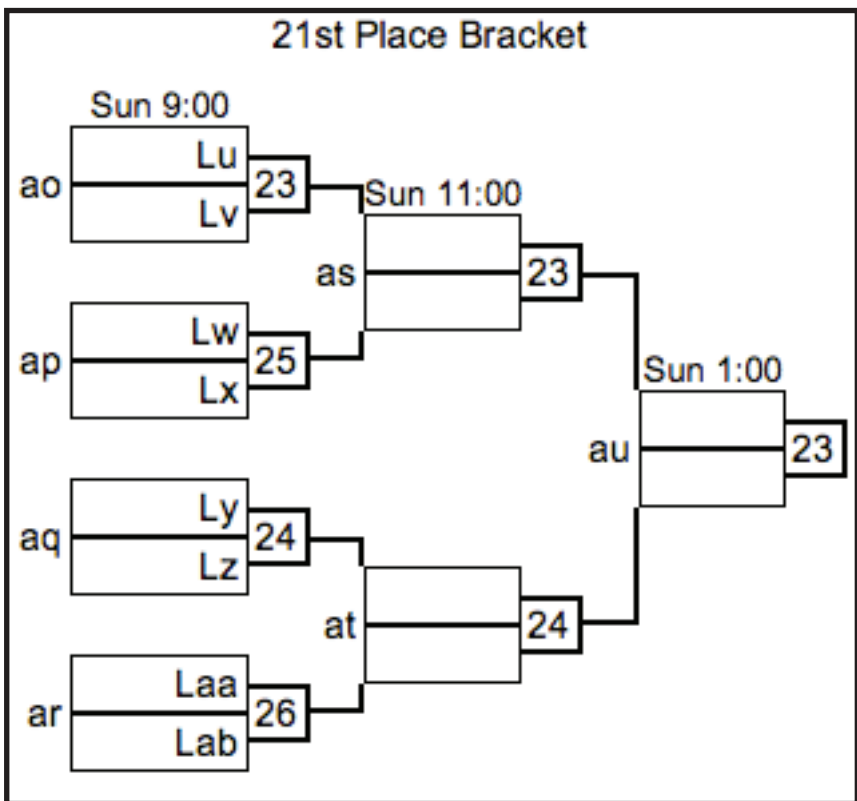 21st Place Bracket
Sun 9:00
Lu
ao
23
Lv
Sun 11:00
as
23
Lw
ap
25
Lx
Sun 1:00
au
23
Ly
aq
24
Lz
at
24
Laa
ar
26
Lab